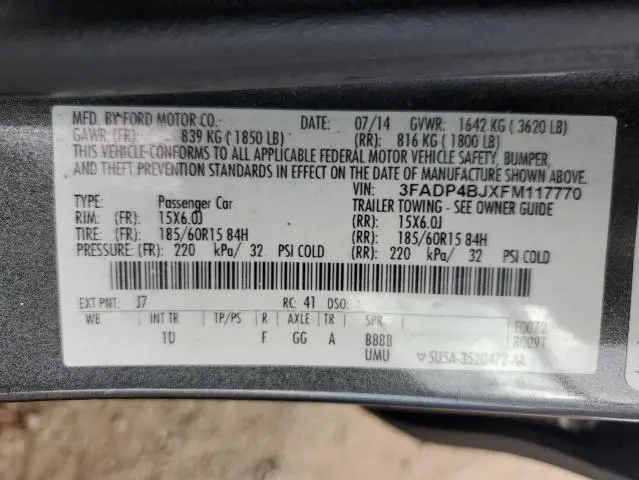 MFD. BY FORD MOTOR CO. DATE: 07/14 GVWR: 1642 KG ( 3620 LB)
GAWR: (FR): 839 KG ( 1850 LB) (RR): 816 KG ( 1800 LB)
THIS VEHICLE CONFORMS TO ALL APPLICABLE FEDERAL MOTOR VEHICLE SAFETY, BUMPER,
AND THEFT PREVENTION STANDARDS IN EFFECT ON THE DATE OF MANUFACTURE SHOWN ABOVE.
VIN: 3FADP4BJXFM117770
TYPE: Passenger Car TRAILER TOWING - SEE OWNER GUIDE
RIM: (FR): 15X6.0J (RR): 15X6.0J
TIRE: (FR): 185/60R15 84H (RR): 185/60R15 84H
PRESSURE: (FR): 220 kPa/ 32 PSI COLD (RR): 220 kPa/ 32 PSI COLD
EXT PNT: J7 RC: 41 DSO:
WB INT TR TP/PS R AXLE TR SPR F0072
1D F GG A BBBB
UMU ▽5U5A-3520472-AA